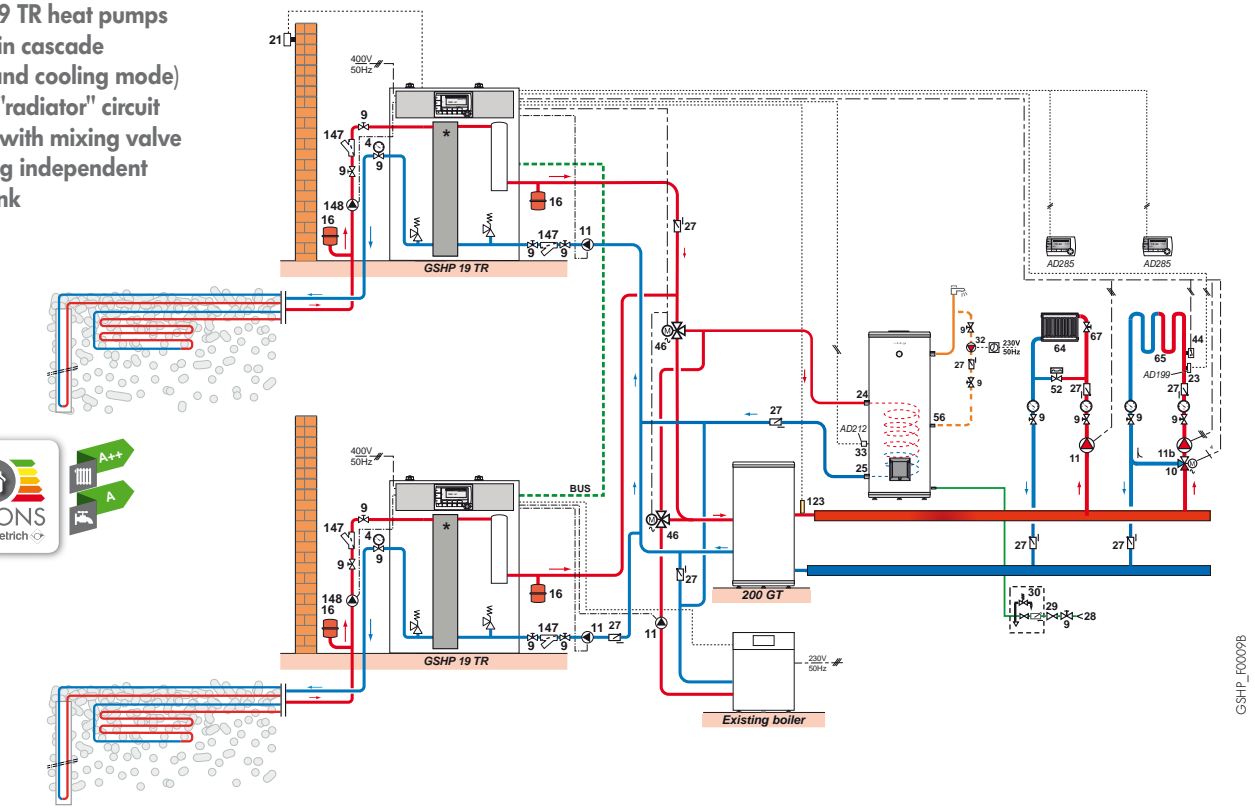 9 TR heat pumps
in cascade
and cooling mode)
"radiator" circuit
with mixing valve
g independent
nk
21
400V
50Hz
9
147
4
9
9
148
16
*
16
147
9
9
11
27
GSHP 19 TR
BUS
46
AD285
AD285
9
32
230V
50Hz
27
9
24
56
AD212
33
25
27
64
67
52
27
9
9
11
65
44
AD199
23
27
9
9
11b
10
M
M
M
A++
A
ONS
etrich
400V
50Hz
9
147
4
9
9
148
16
*
16
147
9
9
11
27
GSHP 19 TR
46
27
11
123
200 GT
230V
50Hz
Existing boiler
27
27
30
29
9
28
GSHP_F0009B